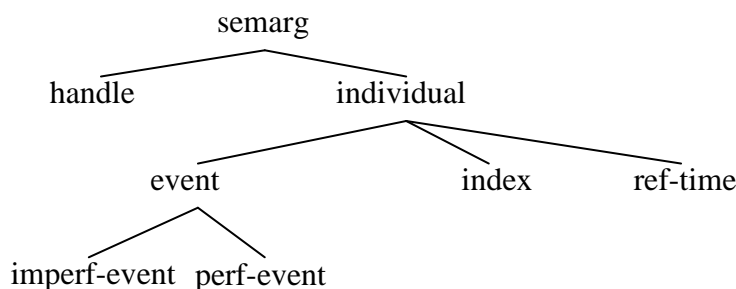 semarg
handle individual
event index ref-time
imperf-event perf-event